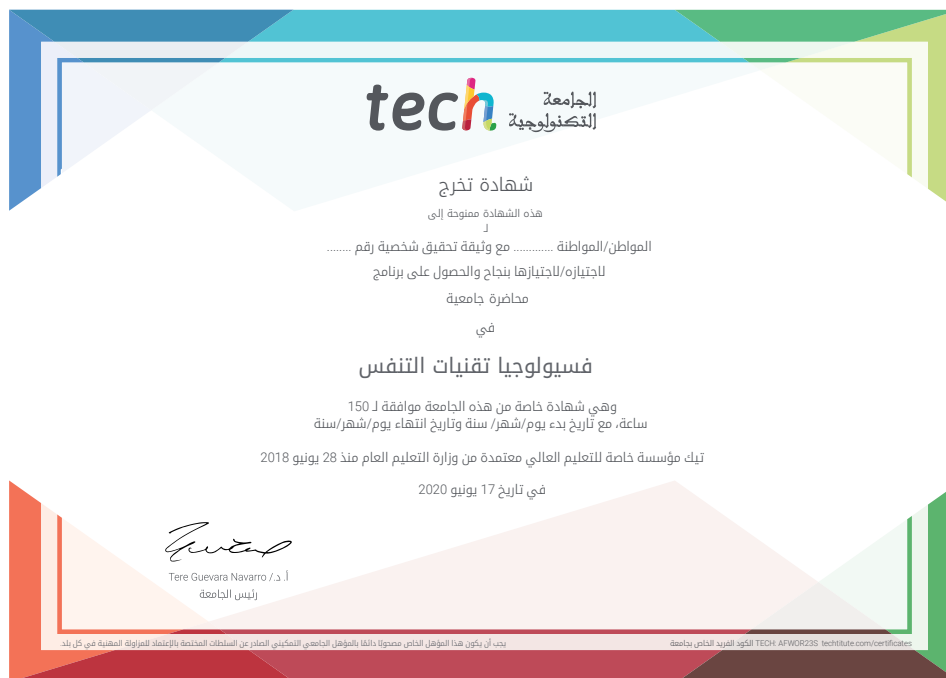 tech الجامعة
التكنولوجية
شهادة تخرج
هذه الشهادة ممنوحة إلى
لـ
المواطن/المواطنة ............. مع وثيقة تحقيق شخصية رقم ........
لاجتيازه/لاجتيازها بنجاح والحصول على برنامج
محاضرة جامعية
في
فسيولوجيا تقنيات التنفس
وهي شهادة خاصة من هذه الجامعة موافقة لـ 150
ساعة، مع تاريخ بدء يوم/شهر/ سنة وتاريخ انتهاء يوم/شهر/سنة
تيك مؤسسة خاصة للتعليم العالي معتمدة من وزارة التعليم العام منذ 28 يونيو 2018
في تاريخ 17 يونيو 2020
أ. د./ Tere Guevara Navarro
رئيس الجامعة
يجب أن يكون هذا المؤهل الخاص مصحوبًا دائمًا بالمؤهل الجامعي التمكيني الصادر عن السلطات المختصة بالإعتماد للمزاولة المهنية في كل بلد.
الكود الفريد الخاص بجامعة TECH: AFWOR23S techtitute.com/certificates